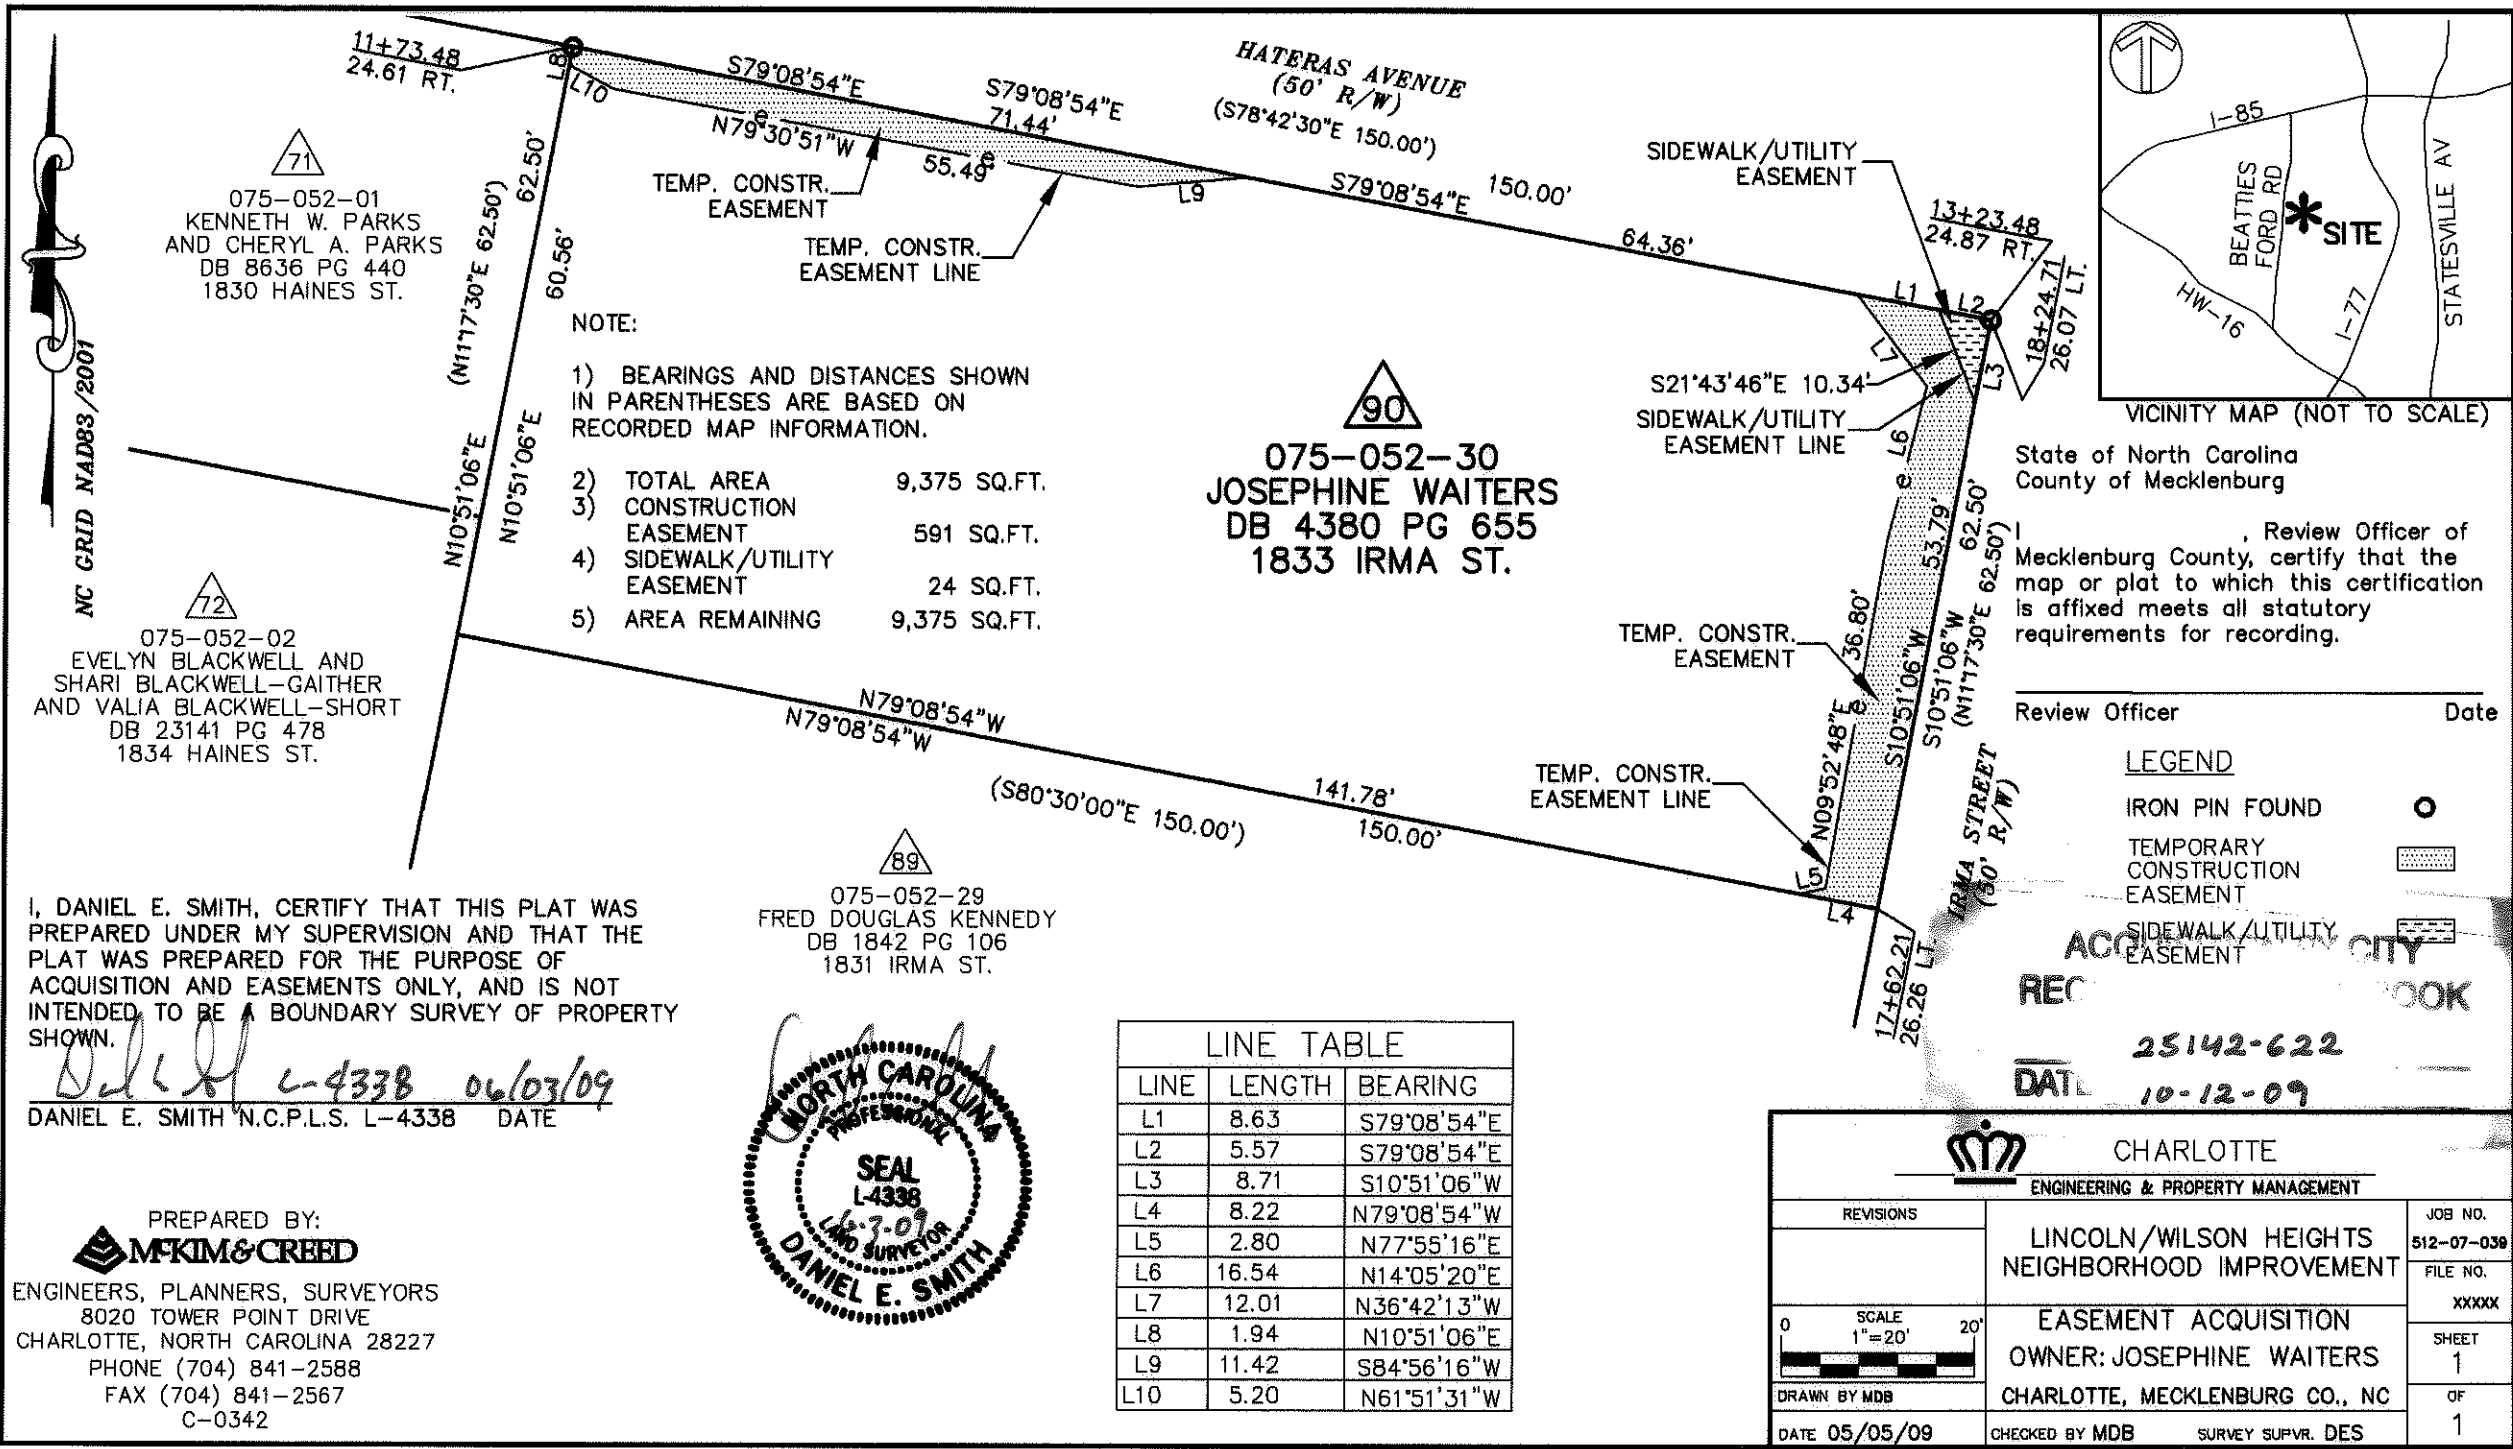 11+73.48
24.61 RT.
L8
L10
S79°08'54"E
S79°08'54"E
71.44'
HATERAS AVENUE
(50' R/W)
(S78°42'30"E 150.00')
N79°30'51"W
e
55.49'
e
L9
TEMP. CONSTR.
EASEMENT
TEMP. CONSTR.
EASEMENT LINE
S79°08'54"E
150.00'
64.36'
SIDEWALK/UTILITY
EASEMENT
13+23.48
24.87 RT.
18+24.71
26.07 LT.
L1
L2
L3
L7
L6
S21°43'46"E 10.34'
SIDEWALK/UTILITY
EASEMENT LINE
I-85
BEATTIES
FORD RD
SITE
HW-16
I-77
STATESVILLE AV
VICINITY MAP (NOT TO SCALE)
71
075-052-01
KENNETH W. PARKS
AND CHERYL A. PARKS
DB 8636 PG 440
1830 HAINES ST.
NC GRID NAD83/2001
(N11°17'30"E 62.50')
62.50'
60.56'
N10°51'06"E
N10°51'06"E
NOTE:
1) BEARINGS AND DISTANCES SHOWN
IN PARENTHESES ARE BASED ON
RECORDED MAP INFORMATION.
2) TOTAL AREA 9,375 SQ.FT.
3) CONSTRUCTION
EASEMENT 591 SQ.FT.
4) SIDEWALK/UTILITY
EASEMENT 24 SQ.FT.
5) AREA REMAINING 9,375 SQ.FT.
90
075-052-30
JOSEPHINE WAITERS
DB 4380 PG 655
1833 IRMA ST.
State of North Carolina
County of Mecklenburg
I , Review Officer of
Mecklenburg County, certify that the
map or plat to which this certification
is affixed meets all statutory
requirements for recording.
Review Officer Date
72
075-052-02
EVELYN BLACKWELL AND
SHARI BLACKWELL-GAITHER
AND VALIA BLACKWELL-SHORT
DB 23141 PG 478
1834 HAINES ST.
N79°08'54"W
N79°08'54"W
(S80°30'00"E 150.00')
141.78'
150.00'
TEMP. CONSTR.
EASEMENT
TEMP. CONSTR.
EASEMENT LINE
e
36.80'
e
N09°52'48"E
53.79'
S10°51'06"W
62.50'
S10°51'06"W
(N11°17'30"E 62.50')
IRMA STREET
(50' R/W)
L5
L4
17+62.21
26.26 LT.
LEGEND
IRON PIN FOUND
TEMPORARY
CONSTRUCTION
EASEMENT
SIDEWALK/UTILITY
EASEMENT
CITY
25142-622
10-12-09
89
075-052-29
FRED DOUGLAS KENNEDY
DB 1842 PG 106
1831 IRMA ST.
I, DANIEL E. SMITH, CERTIFY THAT THIS PLAT WAS
PREPARED UNDER MY SUPERVISION AND THAT THE
PLAT WAS PREPARED FOR THE PURPOSE OF
ACQUISITION AND EASEMENTS ONLY, AND IS NOT
INTENDED TO BE A BOUNDARY SURVEY OF PROPERTY
SHOWN.
L-4338 06/03/09
DANIEL E. SMITH N.C.P.L.S. L-4338 DATE
PREPARED BY:
McKIM&CREED
ENGINEERS, PLANNERS, SURVEYORS
8020 TOWER POINT DRIVE
CHARLOTTE, NORTH CAROLINA 28227
PHONE (704) 841-2588
FAX (704) 841-2567
C-0342
NORTH CAROLINA
PROFESSIONAL
SEAL
L-4338
6-3-09
LAND SURVEYOR
DANIEL E. SMITH
LINE TABLE
LINE LENGTH BEARING
L1 8.63 S79°08'54"E
L2 5.57 S79°08'54"E
L3 8.71 S10°51'06"W
L4 8.22 N79°08'54"W
L5 2.80 N77°55'16"E
L6 16.54 N14°05'20"E
L7 12.01 N36°42'13"W
L8 1.94 N10°51'06"E
L9 11.42 S84°56'16"W
L10 5.20 N61°51'31"W
CHARLOTTE
ENGINEERING & PROPERTY MANAGEMENT
REVISIONS
LINCOLN/WILSON HEIGHTS
NEIGHBORHOOD IMPROVEMENT
JOB NO.
512-07-039
FILE NO.
XXXXX
0 SCALE 20'
1"=20'
EASEMENT ACQUISITION
OWNER: JOSEPHINE WAITERS
SHEET
1
OF
1
DRAWN BY MDB
CHARLOTTE, MECKLENBURG CO., NC
DATE 05/05/09
CHECKED BY MDB SURVEY SUPVR. DES